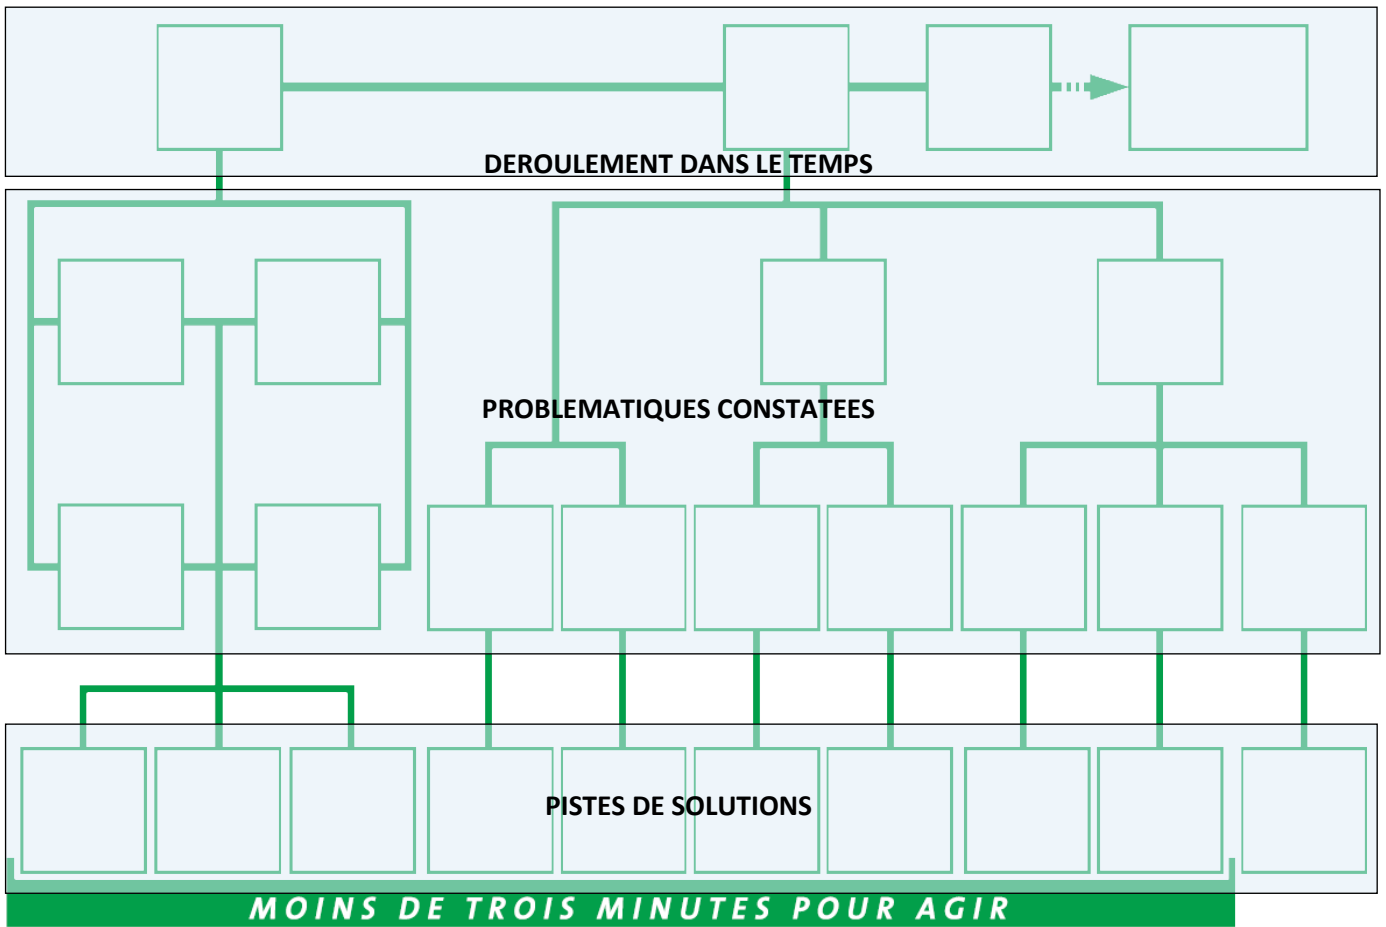 DEROULEMENT DANS LE TEMPS
PROBLEMATIQUES CONSTATEES
PISTES DE SOLUTIONS
MOINS DE TROIS MINUTES POUR AGIR